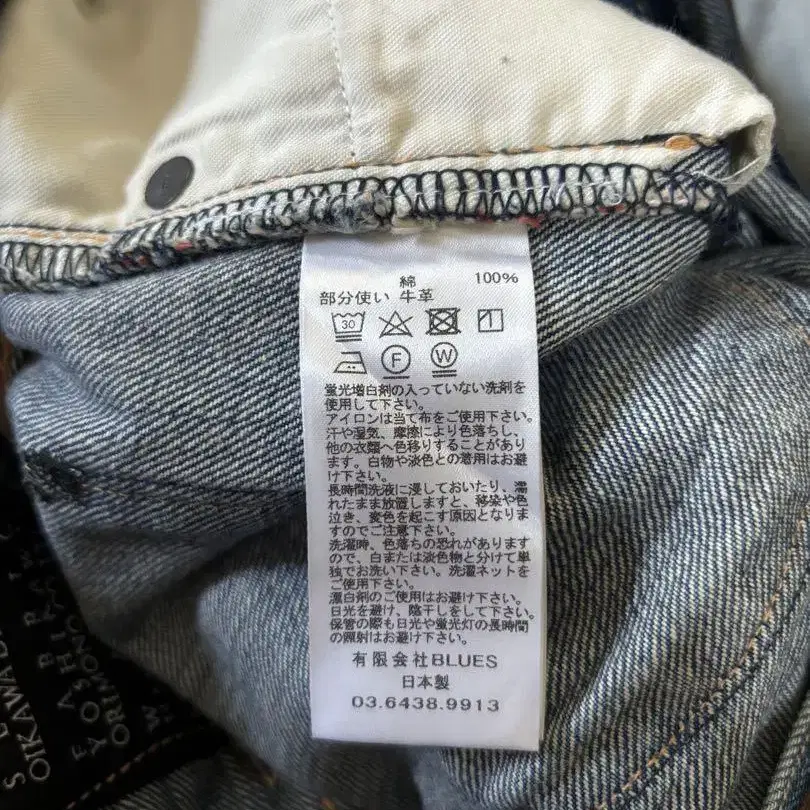 綿 100%
部分使い 牛革
30
F
W
蛍光増白剤の入っていない洗剤を
使用して下さい。
アイロンは当て布をご使用下さい。
汗や湿気、摩擦により色落ちし、
他の衣類へ色移りすることがあり
ます。白物や淡色との着用はお避
け下さい。
長時間洗液に浸しておいたり、濡
れたまま放置しますと、移染や色
泣き、変色を起こす原因となりま
すのでご注意下さい。
洗濯時、色落ちの恐れがあります
ので、白または淡色物と分けて単
独でお洗い下さい。洗濯ネットを
ご使用下さい。
漂白剤のご使用はお避け下さい。
日光を避け、陰干しをして下さい。
保管の際も日光や蛍光灯の長時間
の照射はお避け下さい。
有限会社BLUES
日本製
03.6438.9913
OIKAWA
ORIMON